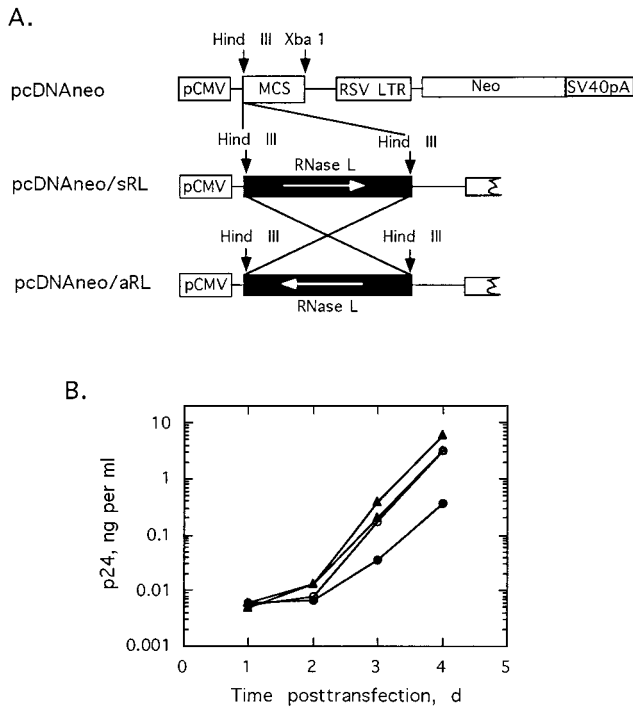 A.
Hind III Xba 1
pcDNAneo
pCMV
MCS
RSV LTR
Neo
SV40pA
Hind III
Hind III
RNase L
pcDNAneo/sRL
pCMV
Hind III
Hind III
pcDNAneo/aRL
pCMV
RNase L
B.
p24, ng per ml
10
1
0.1
0.01
0.001
0 1 2 3 4 5
Time posttransfection, d